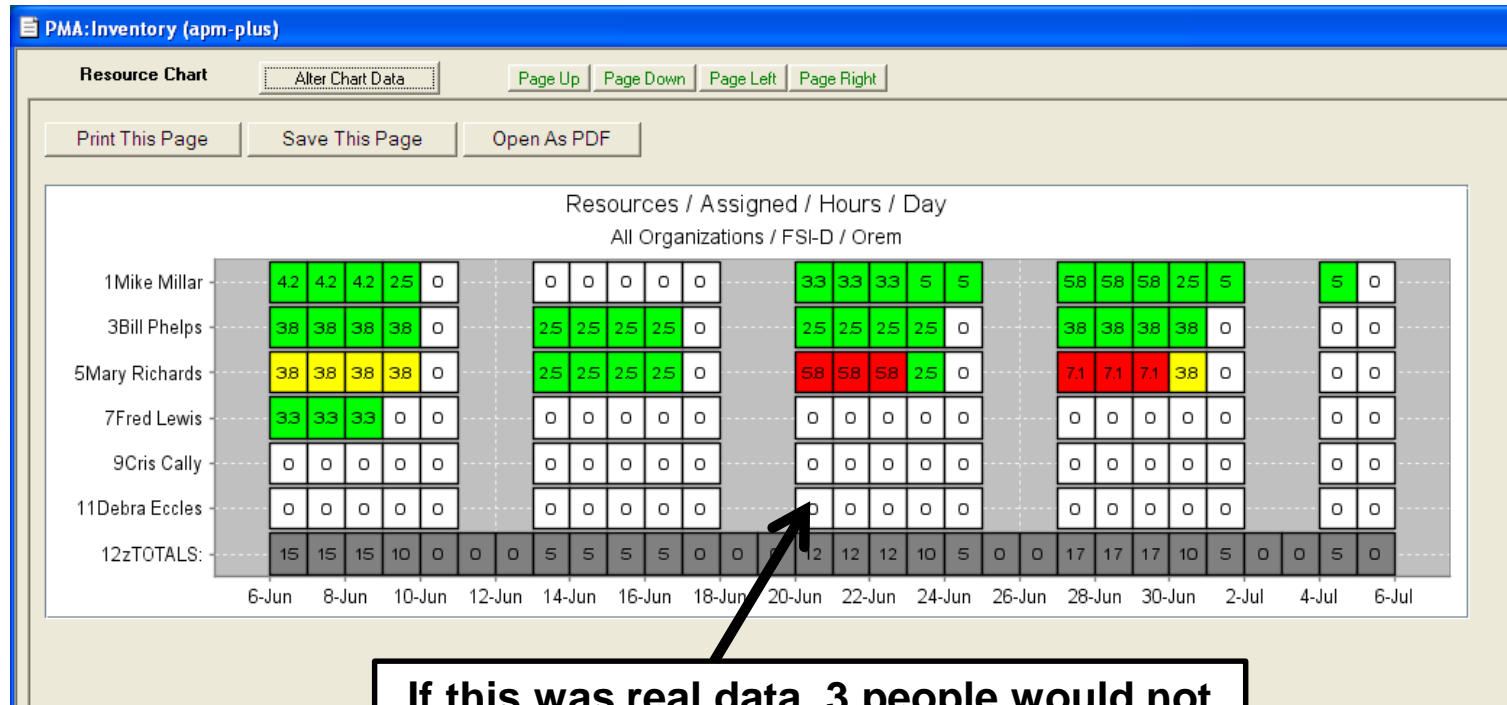 PMA:Inventory (apm-plus)
Resource Chart Alter Chart Data Page Up Page Down Page Left Page Right
Print This Page Save This Page Open As PDF
Resources / Assigned / Hours / Day
All Organizations / FSI-D / Orem
1Mike Millar 4.2 4.2 4.2 2.5 0 0 0 0 0 0 3.3 3.3 3.3 5 5 5.8 5.8 5.8 2.5 5 5 0
3Bill Phelps 3.8 3.8 3.8 3.8 0 2.5 2.5 2.5 2.5 0 2.5 2.5 2.5 2.5 0 3.8 3.8 3.8 3.8 0 0 0
5Mary Richards 3.8 3.8 3.8 3.8 0 2.5 2.5 2.5 2.5 0 5.8 5.8 5.8 2.5 0 7.1 7.1 7.1 3.8 0 0 0
7Fred Lewis 3.3 3.3 3.3 0 0 0 0 0 0 0 0 0 0 0 0 0 0 0 0 0 0 0
9Cris Cally 0 0 0 0 0 0 0 0 0 0 0 0 0 0 0 0 0 0 0 0 0 0
11Debra Eccles 0 0 0 0 0 0 0 0 0 0 0 0 0 0 0 0 0 0 0 0 0 0
12zTOTALS: 15 15 15 10 0 0 0 5 5 5 5 0 0 0 12 12 12 10 5 0 0 17 17 17 10 5 0 0 5 0
6-Jun 8-Jun 10-Jun 12-Jun 14-Jun 16-Jun 18-Jun 20-Jun 22-Jun 24-Jun 26-Jun 28-Jun 30-Jun 2-Jul 4-Jul 6-Jul
If this was real data, 3 people would not